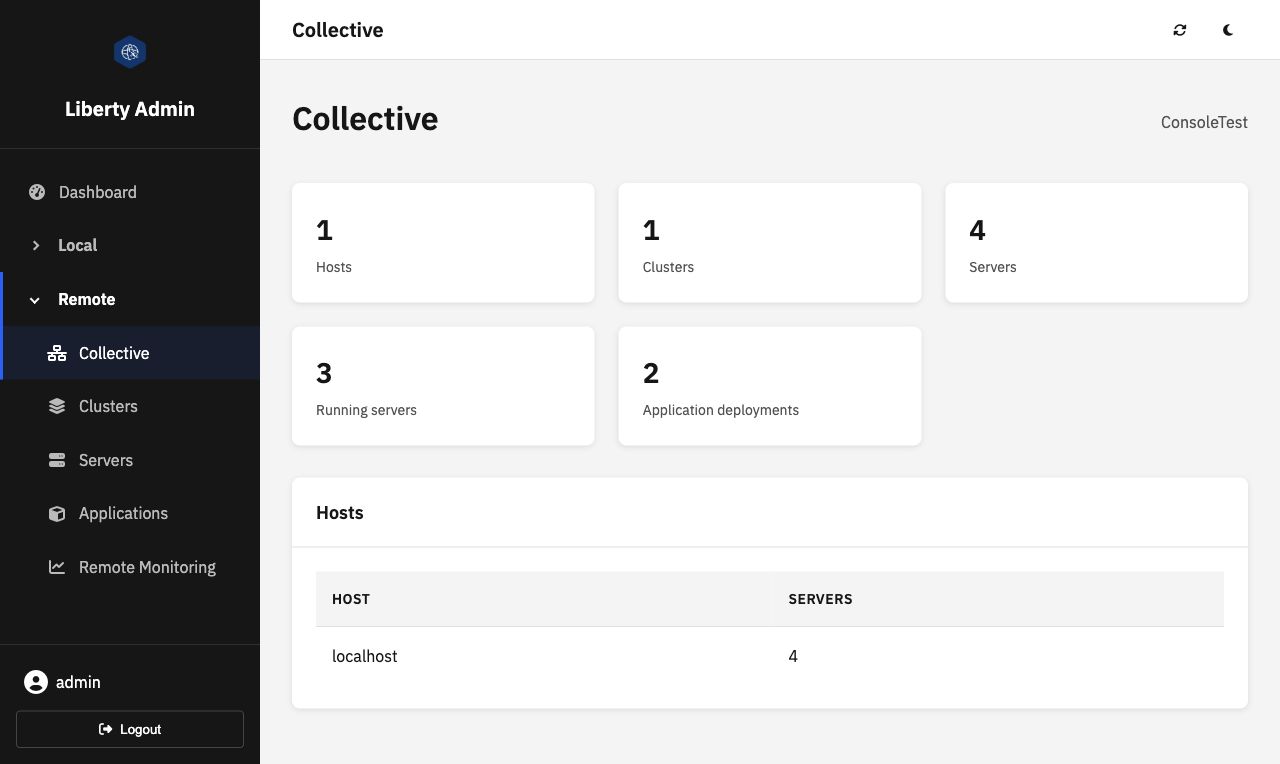 Liberty Admin
Dashboard
Local
Remote
Collective
Clusters
Servers
Applications
Remote Monitoring
admin
Logout
Collective
Collective
ConsoleTest
1
Hosts
1
Clusters
4
Servers
3
Running servers
2
Application deployments
Hosts
HOST SERVERS
localhost 4